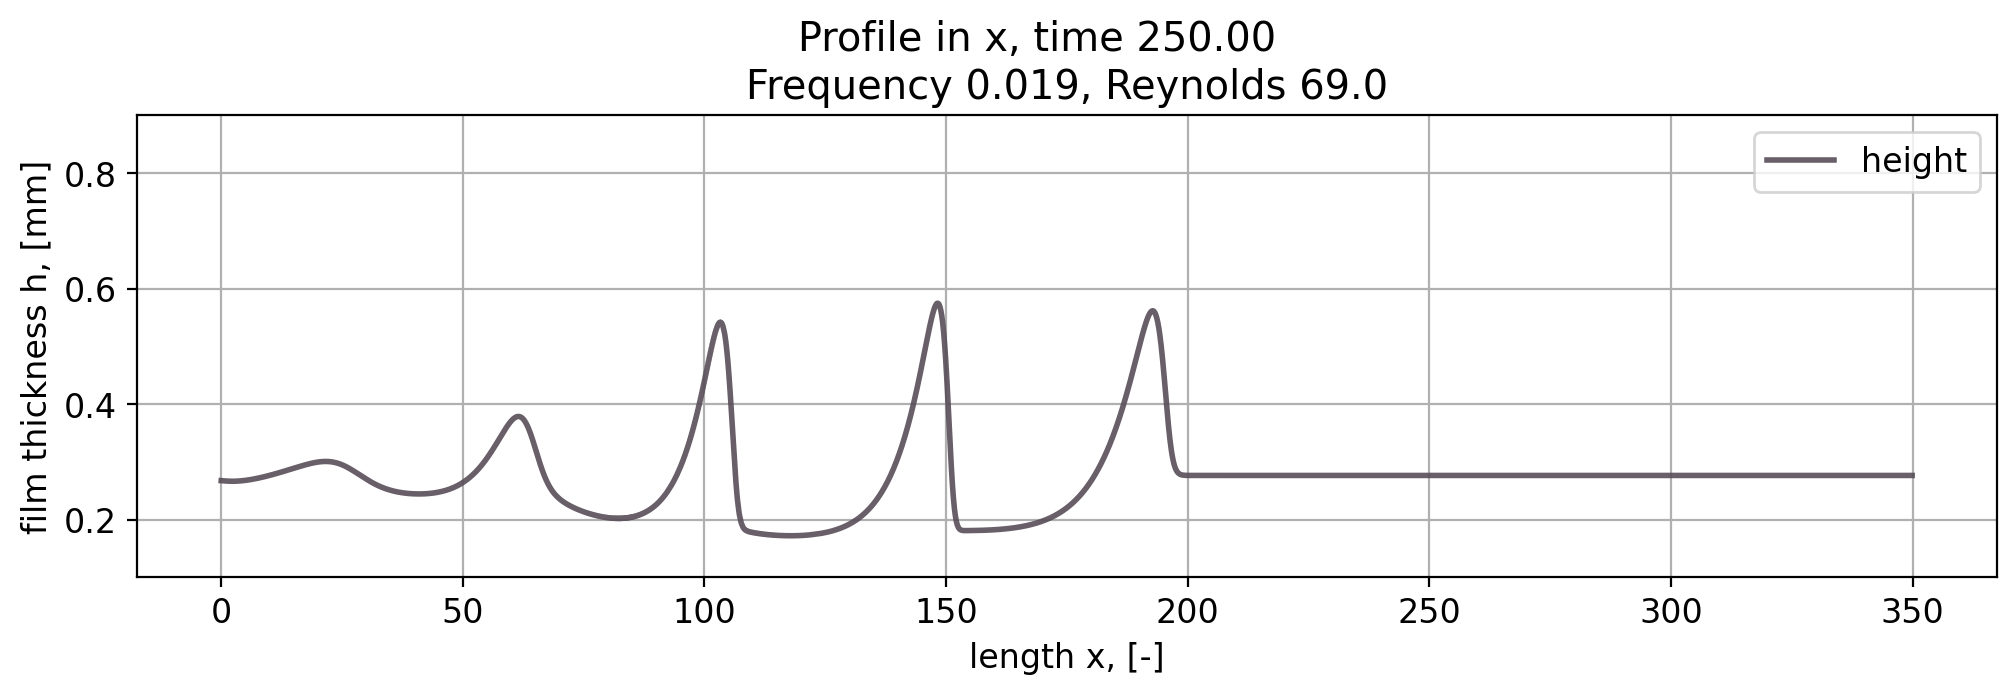 Profile in x, time 250.00
Frequency 0.019, Reynolds 69.0
height
film thickness h, [mm]
0.8
0.6
0.4
0.2
0 50 100 150 200 250 300 350
length x, [-]